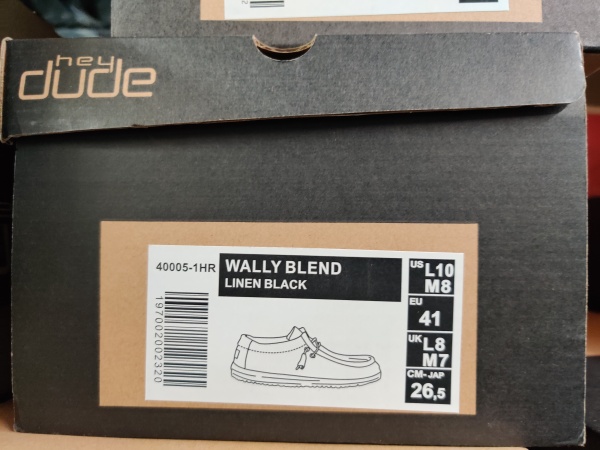 hey
dude
40005-1HR
WALLY BLEND
LINEN BLACK
197002002320
US L10
M8
EU
41
UK L8
M7
CM-JAP
26,5